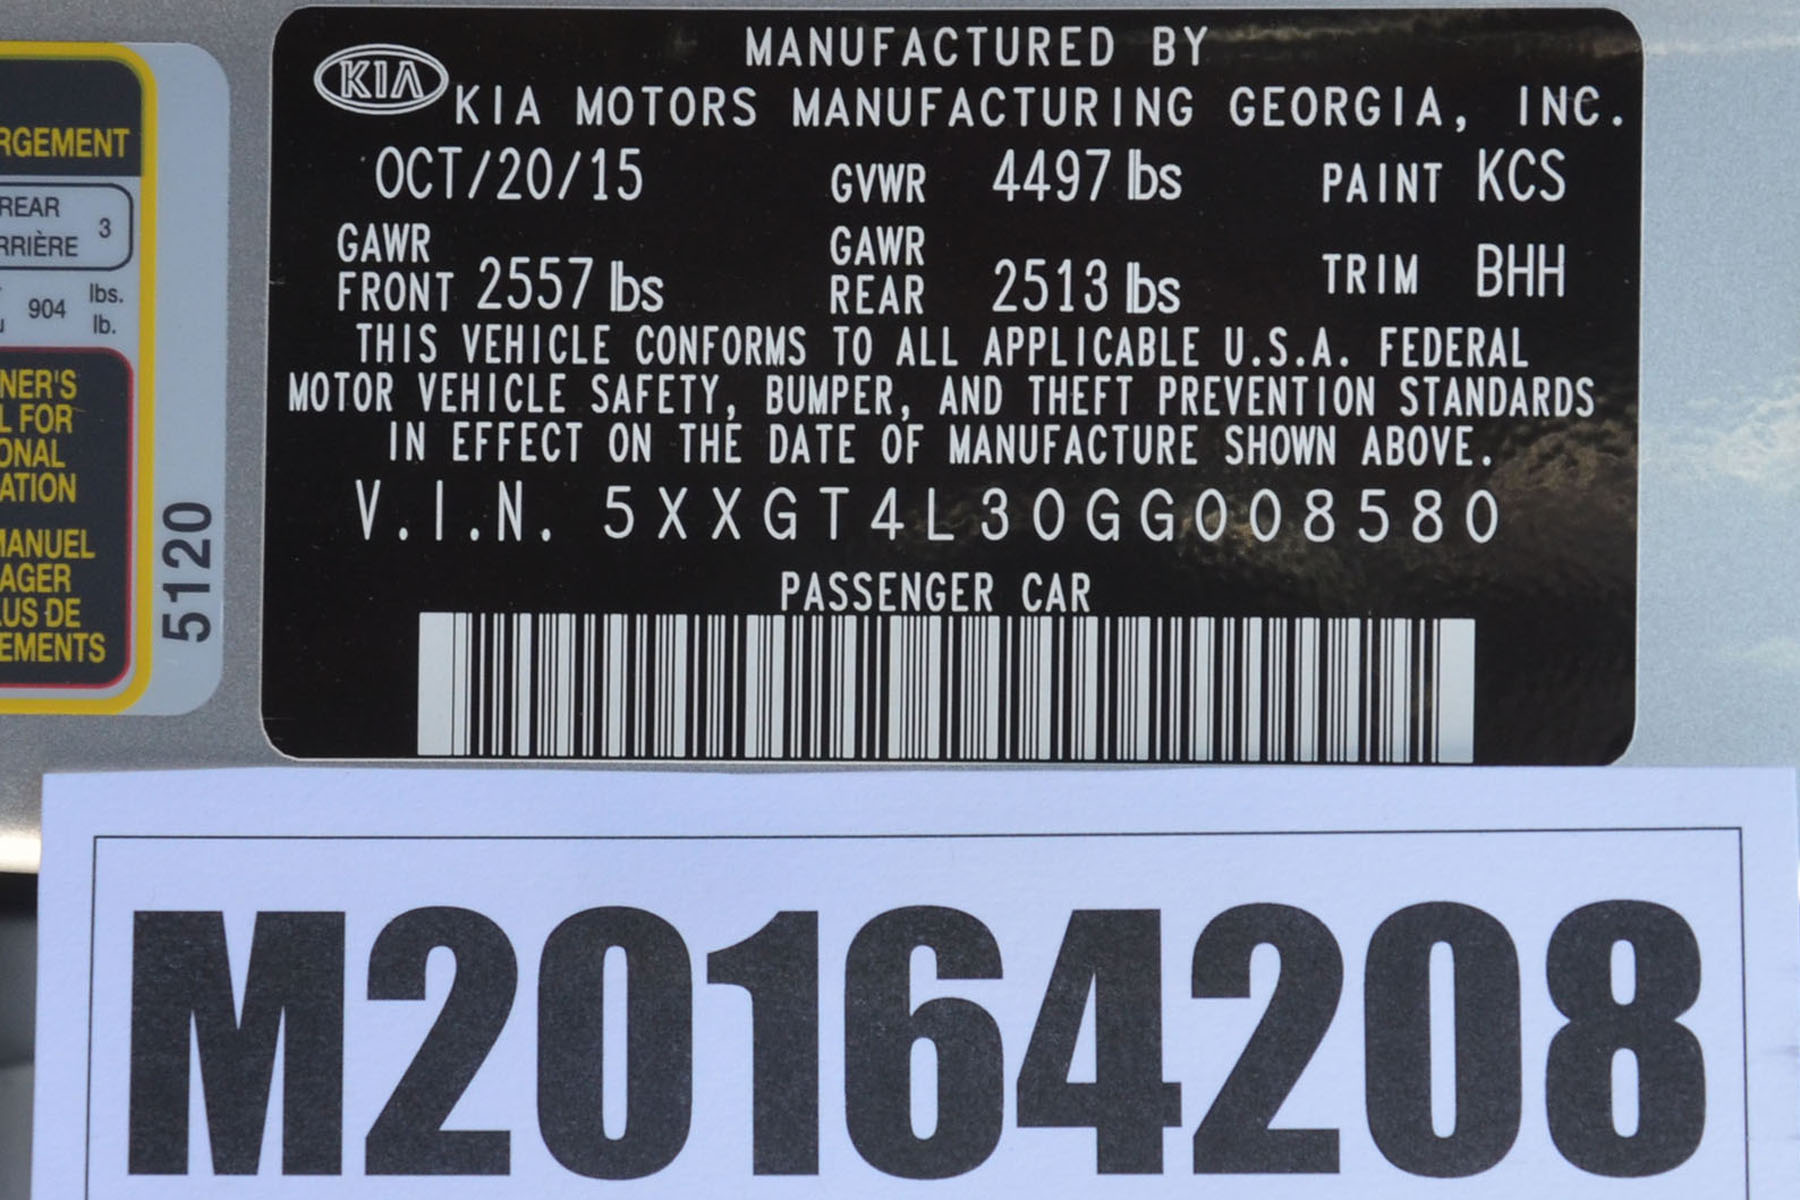 RGEMENT
REAR 3
RRIÈRE
904 lbs.
lb.
NER'S
L FOR
ONAL
ATION
MANUEL
AGER
LUS DE
EMENTS
5120
MANUFACTURED BY
KIA KIA MOTORS MANUFACTURING GEORGIA, INC.
OCT/20/15 GVWR 4497 lbs PAINT KCS
GAWR FRONT 2557 lbs GAWR REAR 2513 lbs TRIM BHH
THIS VEHICLE CONFORMS TO ALL APPLICABLE U.S.A. FEDERAL
MOTOR VEHICLE SAFETY, BUMPER, AND THEFT PREVENTION STANDARDS
IN EFFECT ON THE DATE OF MANUFACTURE SHOWN ABOVE.
V.I.N. 5XXGT4L30GG008580
PASSENGER CAR
M20164208